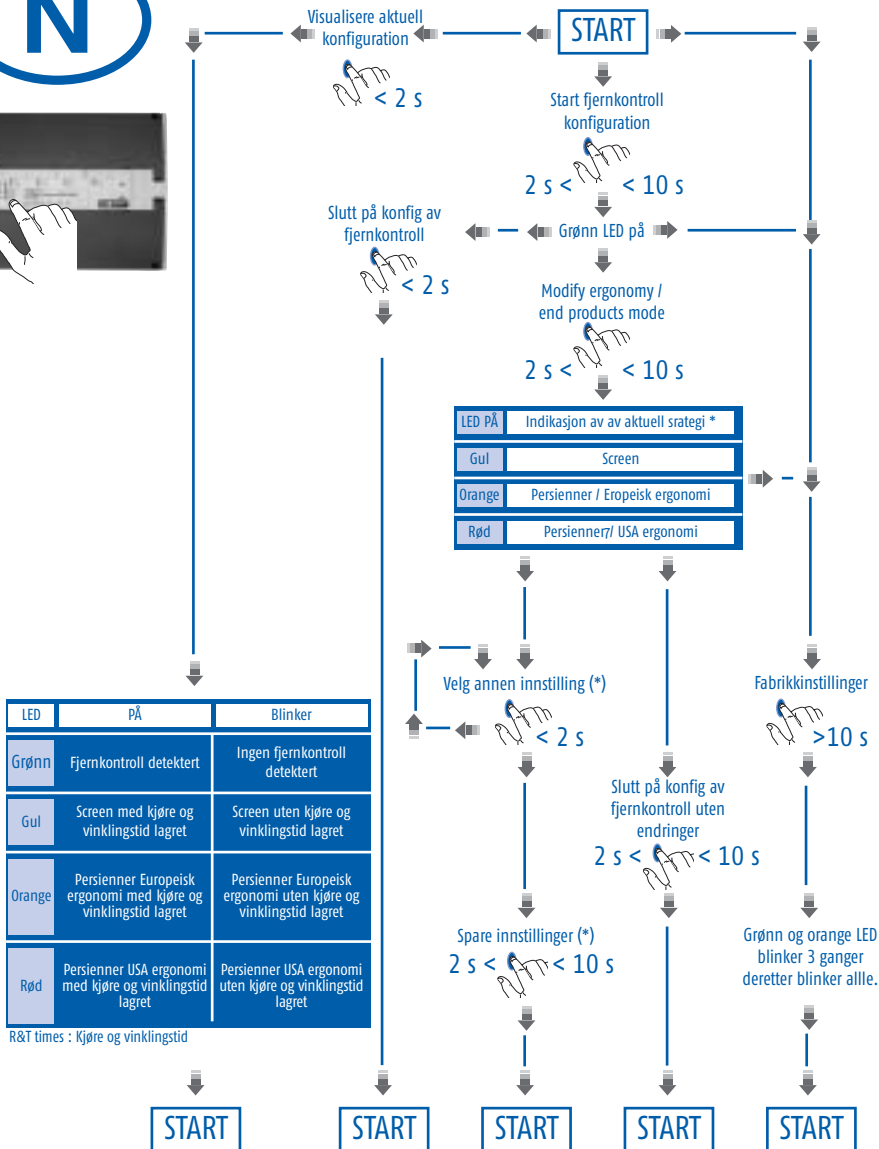 N
START
Visualisere aktuell
konfiguration
< 2 s
Start fjernkontroll
konfiguration
2 s < < 10 s
Grønn LED på
Slutt på konfig av
fjernkontroll
< 2 s
Modify ergonomy /
end products mode
2 s < < 10 s
LED PÅ Indikasjon av av aktuell srategi *
Gul Screen
Orange Persienner / Eropeisk ergonomi
Rød Persienner7/ USA ergonomi
Velg annen innstilling (*)
< 2 s
Fabrikkinstillinger
>10 s
LED PÅ Blinker
Grønn Fjernkontroll detektert Ingen fjernkontroll
detektert
Gul Screen med kjøre og Screen uten kjøre og
vinklingstid lagret vinklingstid lagret
Orange Persienner Europeisk Persienner Europeisk
ergonomi med kjøre og ergonomi uten kjøre og
vinklingstid lagret vinklingstid lagret
Rød Persienner USA ergonomi Persienner USA ergonomi
med kjøre og vinklingstid uten kjøre og vinklingstid
lagret lagret
R&T times : Kjøre og vinklingstid
Slutt på konfig av
fjernkontroll uten
endringer
2 s < < 10 s
Spare innstillinger (*)
2 s < < 10 s
Grønn og orange LED
blinker 3 ganger
deretter blinker allle.
START START START START START